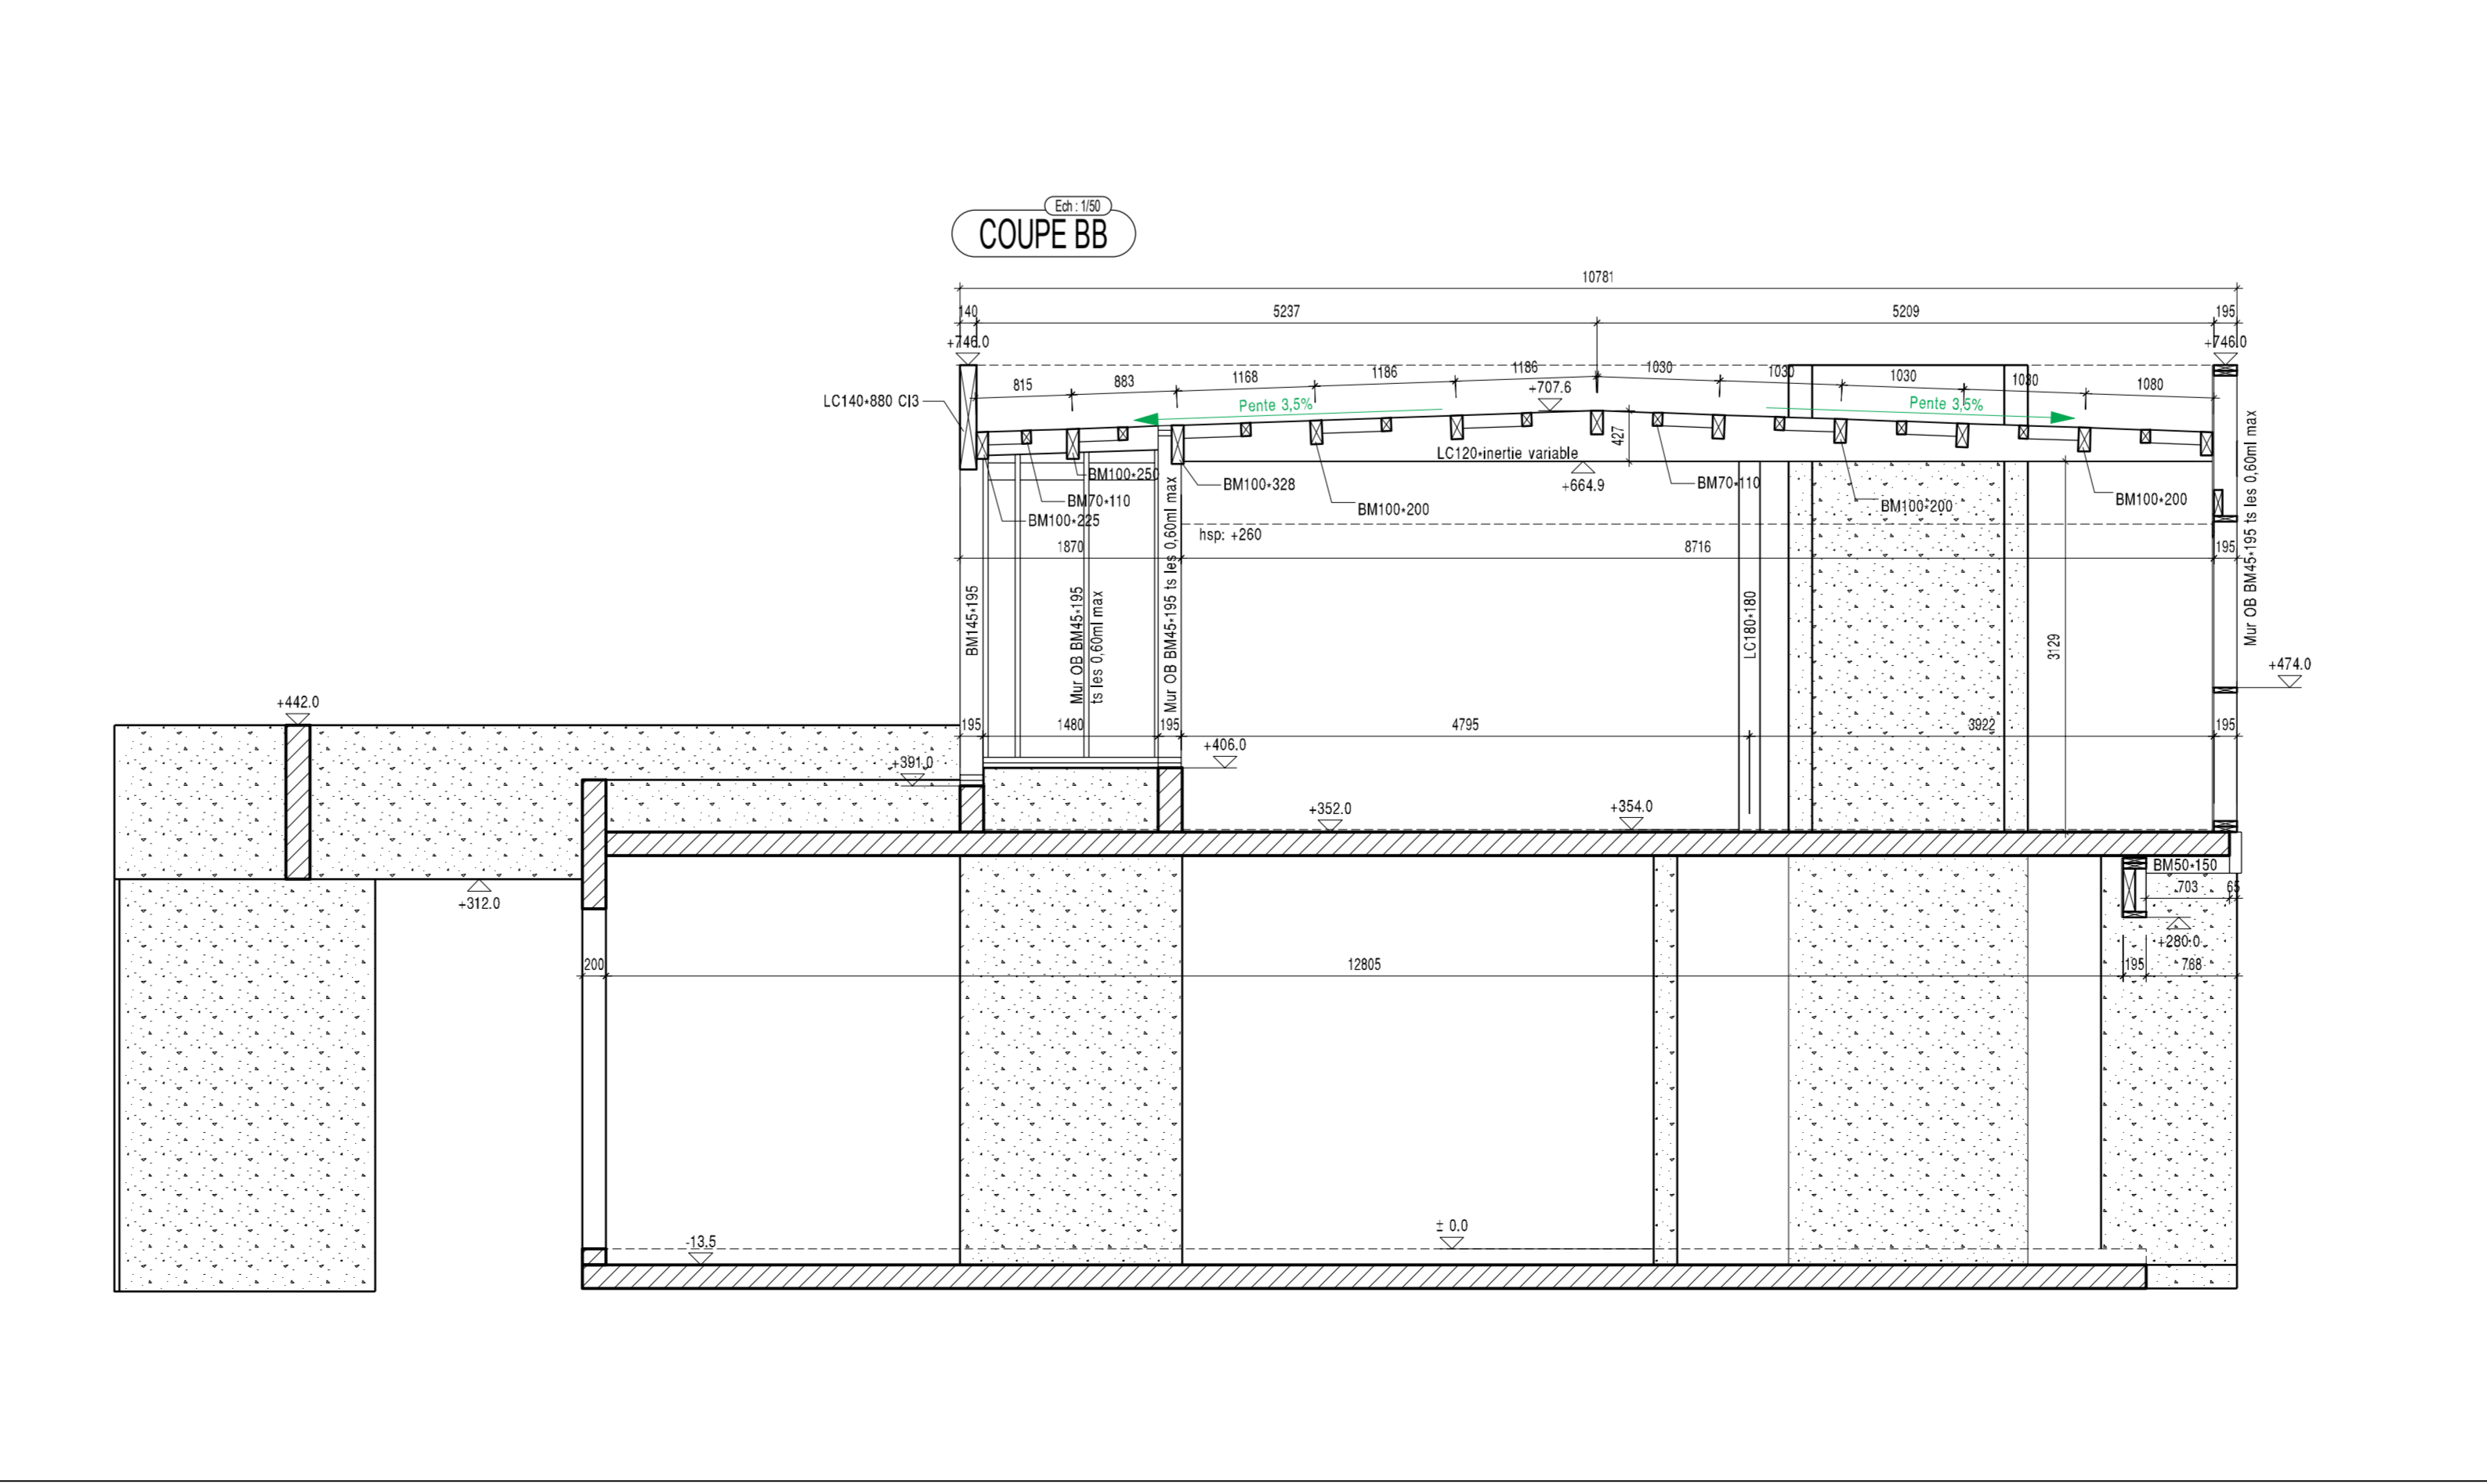 Ech : 1/50
COUPE BB
10781
140
5237
5209
195
+746.0
+746.0
815
883
1168
1186
1186
1030
1030
1030
1030
1080
+707.6
LC140*880 CI3
Pente 3,5%
Pente 3,5%
427
LC120*inertie variable
BM100*250
BM100*328
+664.9
BM70*110
BM70*110
BM100*200
BM100*200
BM100*200
BM100*225
hsp: +260
1870
8716
195
BM145*195
Mur OB BM45*195
ts les 0,60ml max
Mur OB BM45*195 ts les 0,60ml max
LC180*180
3129
Mur OB BM45*195 ts les 0,60ml max
+474.0
+442.0
195
1480
195
4795
3922
195
+406.0
+391.0
+352.0
+354.0
BM50*150
703
65
+312.0
+280.0
200
12805
195
768
-13.5
± 0.0